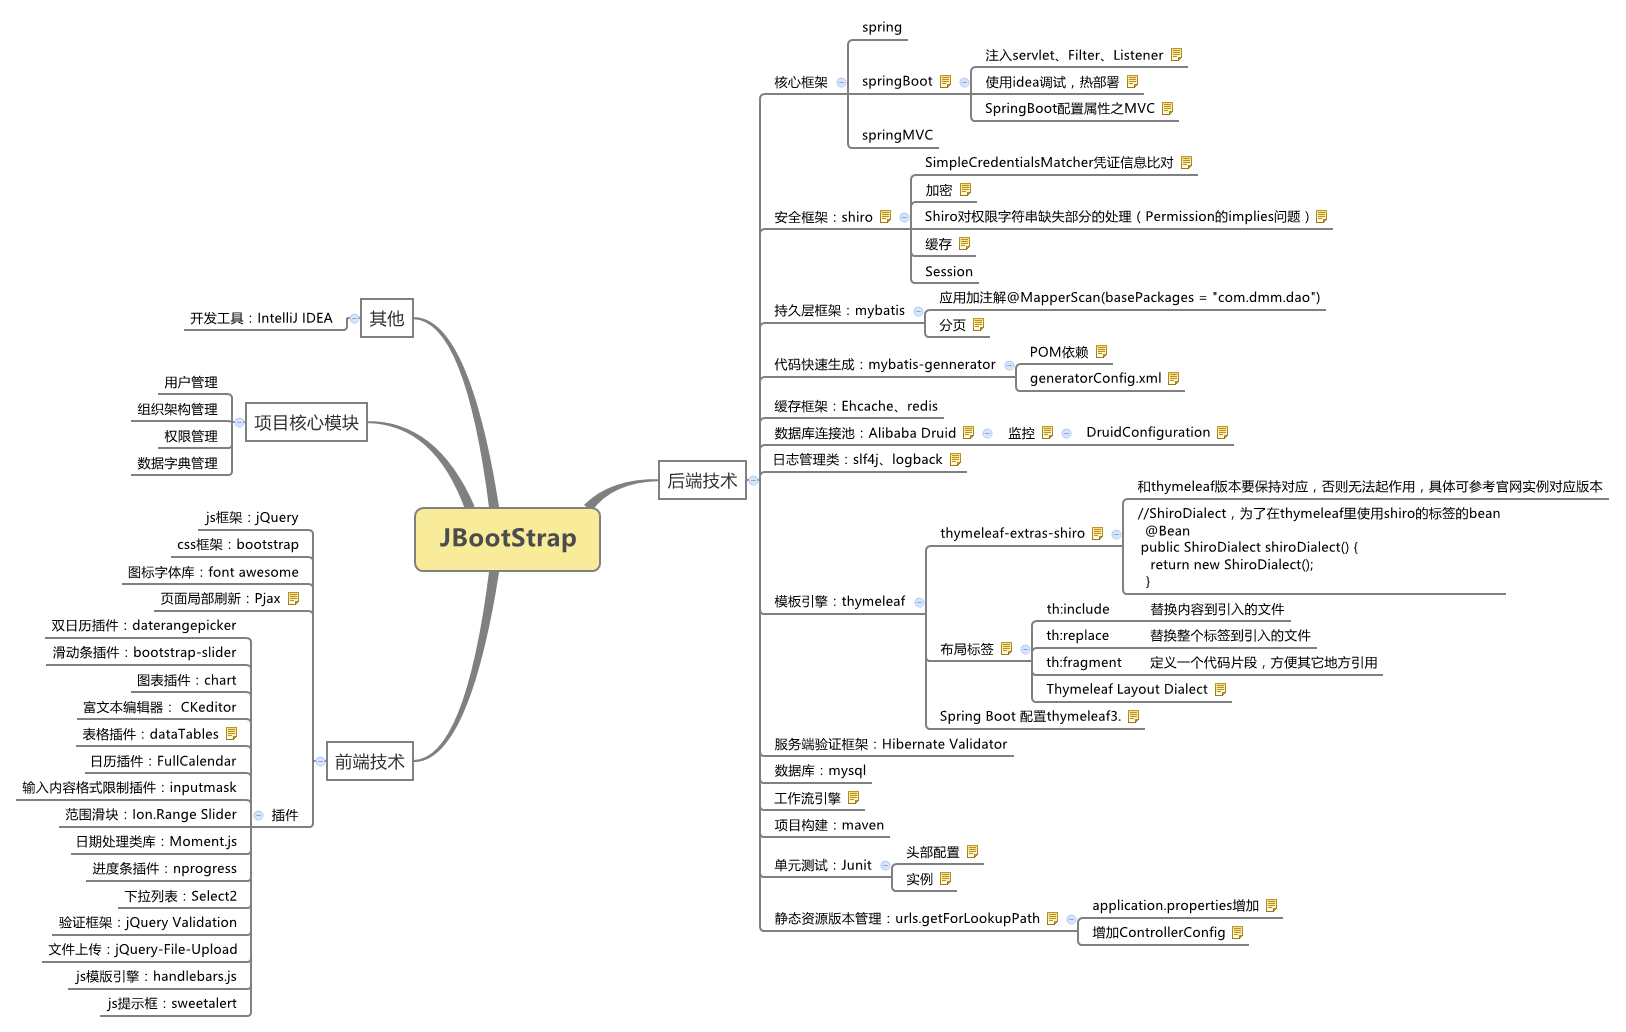 JBootStrap
后端技术
核心框架
spring
springBoot
注入servlet、Filter、Listener
使用idea调试，热部署
SpringBoot配置属性之MVC
springMVC
安全框架：shiro
SimpleCredentialsMatcher凭证信息比对
加密
Shiro对权限字符串缺失部分的处理（Permission的implies问题）
缓存
Session
持久层框架：mybatis
应用加注解@MapperScan(basePackages = "com.dmm.dao")
分页
代码快速生成：mybatis-gennerator
POM依赖
generatorConfig.xml
缓存框架：Ehcache、redis
数据库连接池：Alibaba Druid
监控
DruidConfiguration
日志管理类：slf4j、logback
模板引擎：thymeleaf
thymeleaf-extras-shiro
和thymeleaf版本要保持对应，否则无法起作用，具体可参考官网实例对应版本
//ShiroDialect，为了在thymeleaf里使用shiro的标签的bean
@Bean
public ShiroDialect shiroDialect() {
return new ShiroDialect();
}
布局标签
th:include 替换内容到引入的文件
th:replace 替换整个标签到引入的文件
th:fragment 定义一个代码片段，方便其它地方引用
Thymeleaf Layout Dialect
Spring Boot 配置thymeleaf3.
服务端验证框架：Hibernate Validator
数据库：mysql
工作流引擎
项目构建：maven
单元测试：Junit
头部配置
实例
静态资源版本管理：urls.getForLookupPath
application.properties增加
增加ControllerConfig
其他
开发工具：IntelliJ IDEA
项目核心模块
用户管理
组织架构管理
权限管理
数据字典管理
前端技术
js框架：jQuery
css框架：bootstrap
图标字体库：font awesome
页面局部刷新：Pjax
插件
双日历插件：daterangepicker
滑动条插件：bootstrap-slider
图表插件：chart
富文本编辑器： CKeditor
表格插件：dataTables
日历插件：FullCalendar
输入内容格式限制插件：inputmask
范围滑块：Ion.Range Slider
日期处理类库：Moment.js
进度条插件：nprogress
下拉列表：Select2
验证框架：jQuery Validation
文件上传：jQuery-File-Upload
js模版引擎：handlebars.js
js提示框：sweetalert